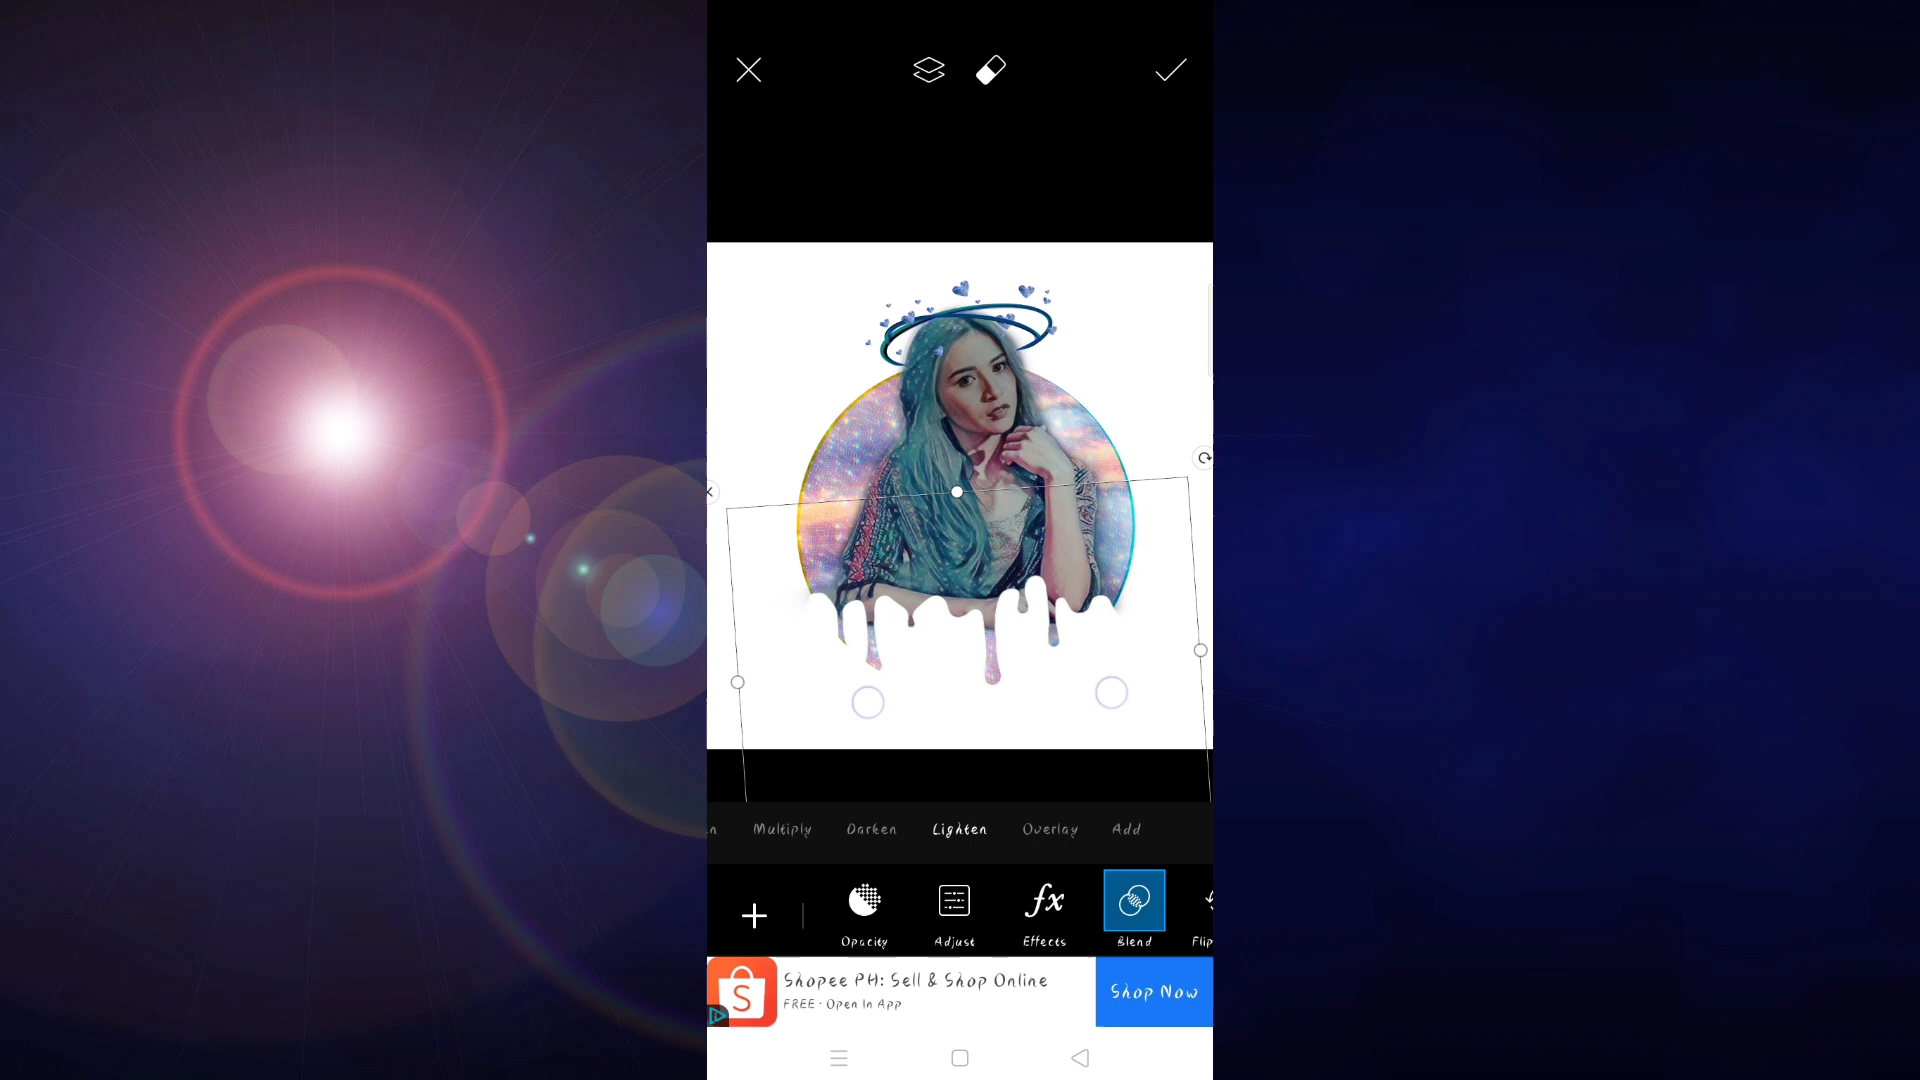 Multiply Darken Lighten Overlay Add
Opacity Adjust Effects Blend Flip
Shopee PH: Sell & Shop Online
FREE · Open In App
Shop Now